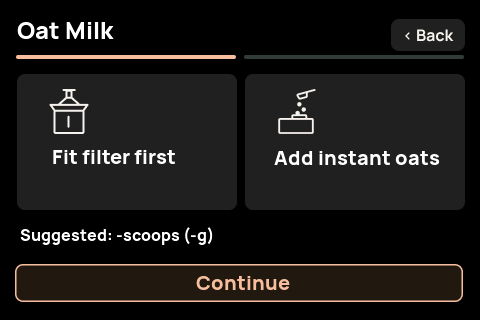 Oat Milk
‹ Back
Fit filter first
Add instant oats
Suggested: -scoops (-g)
Continue